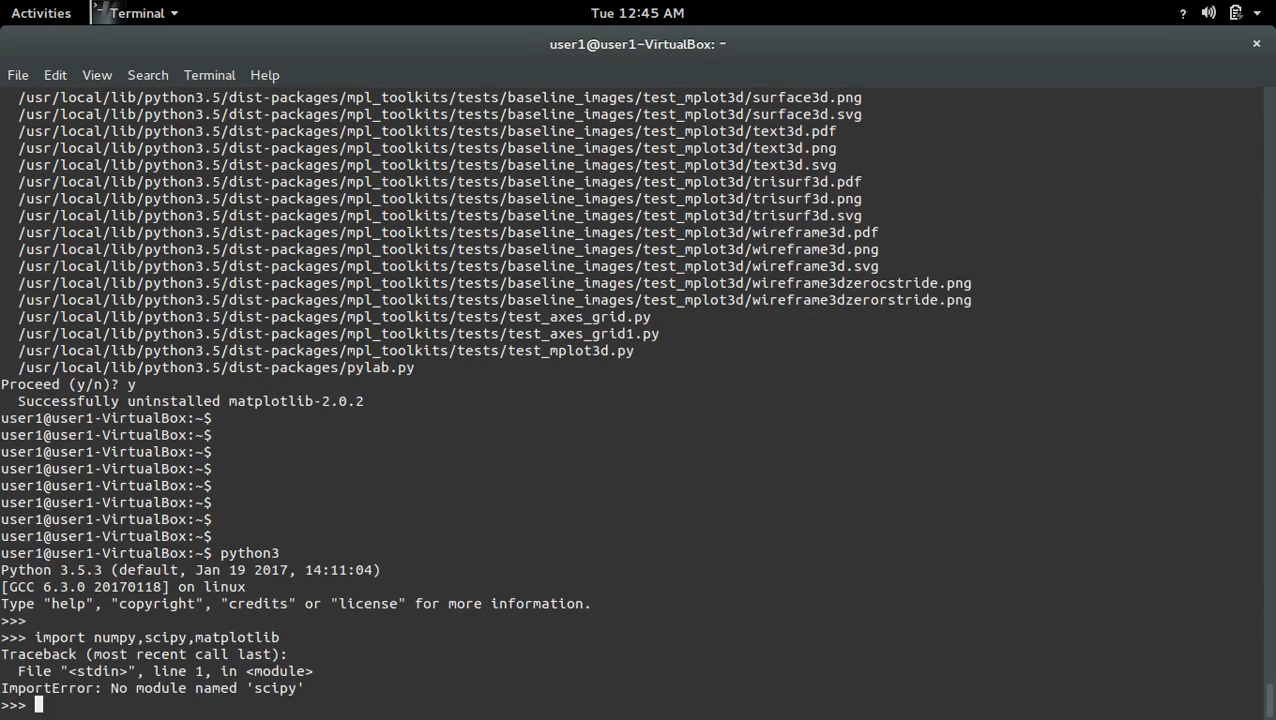 Activities
Terminal
Tue 12:45 AM
?
user1@user1-VirtualBox: ~
×
File Edit View Search Terminal Help
/usr/local/lib/python3.5/dist-packages/mpl_toolkits/tests/baseline_images/test_mplot3d/surface3d.png
/usr/local/lib/python3.5/dist-packages/mpl_toolkits/tests/baseline_images/test_mplot3d/surface3d.svg
/usr/local/lib/python3.5/dist-packages/mpl_toolkits/tests/baseline_images/test_mplot3d/text3d.pdf
/usr/local/lib/python3.5/dist-packages/mpl_toolkits/tests/baseline_images/test_mplot3d/text3d.png
/usr/local/lib/python3.5/dist-packages/mpl_toolkits/tests/baseline_images/test_mplot3d/text3d.svg
/usr/local/lib/python3.5/dist-packages/mpl_toolkits/tests/baseline_images/test_mplot3d/trisurf3d.pdf
/usr/local/lib/python3.5/dist-packages/mpl_toolkits/tests/baseline_images/test_mplot3d/trisurf3d.png
/usr/local/lib/python3.5/dist-packages/mpl_toolkits/tests/baseline_images/test_mplot3d/trisurf3d.svg
/usr/local/lib/python3.5/dist-packages/mpl_toolkits/tests/baseline_images/test_mplot3d/wireframe3d.pdf
/usr/local/lib/python3.5/dist-packages/mpl_toolkits/tests/baseline_images/test_mplot3d/wireframe3d.png
/usr/local/lib/python3.5/dist-packages/mpl_toolkits/tests/baseline_images/test_mplot3d/wireframe3d.svg
/usr/local/lib/python3.5/dist-packages/mpl_toolkits/tests/baseline_images/test_mplot3d/wireframe3dzerocstride.png
/usr/local/lib/python3.5/dist-packages/mpl_toolkits/tests/baseline_images/test_mplot3d/wireframe3dzerorstride.png
/usr/local/lib/python3.5/dist-packages/mpl_toolkits/tests/test_axes_grid.py
/usr/local/lib/python3.5/dist-packages/mpl_toolkits/tests/test_axes_grid1.py
/usr/local/lib/python3.5/dist-packages/mpl_toolkits/tests/test_mplot3d.py
/usr/local/lib/python3.5/dist-packages/pylab.py
Proceed (y/n)? y
Successfully uninstalled matplotlib-2.0.2
user1@user1-VirtualBox:~$
user1@user1-VirtualBox:~$
user1@user1-VirtualBox:~$
user1@user1-VirtualBox:~$
user1@user1-VirtualBox:~$
user1@user1-VirtualBox:~$
user1@user1-VirtualBox:~$
user1@user1-VirtualBox:~$
user1@user1-VirtualBox:~$ python3
Python 3.5.3 (default, Jan 19 2017, 14:11:04)
[GCC 6.3.0 20170118] on linux
Type "help", "copyright", "credits" or "license" for more information.
>>>
>>> import numpy,scipy,matplotlib
Traceback (most recent call last):
File "<stdin>", line 1, in <module>
ImportError: No module named 'scipy'
>>>